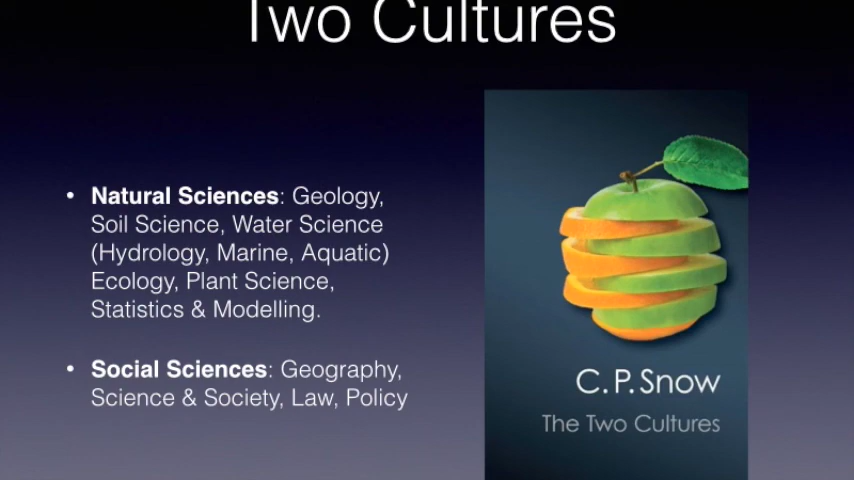 Two Cultures
• Natural Sciences: Geology,
Soil Science, Water Science
(Hydrology, Marine, Aquatic)
Ecology, Plant Science,
Statistics & Modelling.
• Social Sciences: Geography,
Science & Society, Law, Policy
C.P. Snow
The Two Cultures